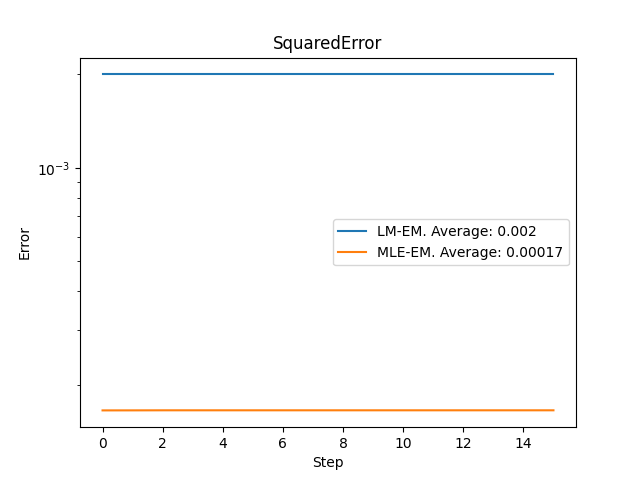 SquaredError
10⁻³
Error
LM-EM. Average: 0.002
MLE-EM. Average: 0.00017
0 2 4 6 8 10 12 14
Step